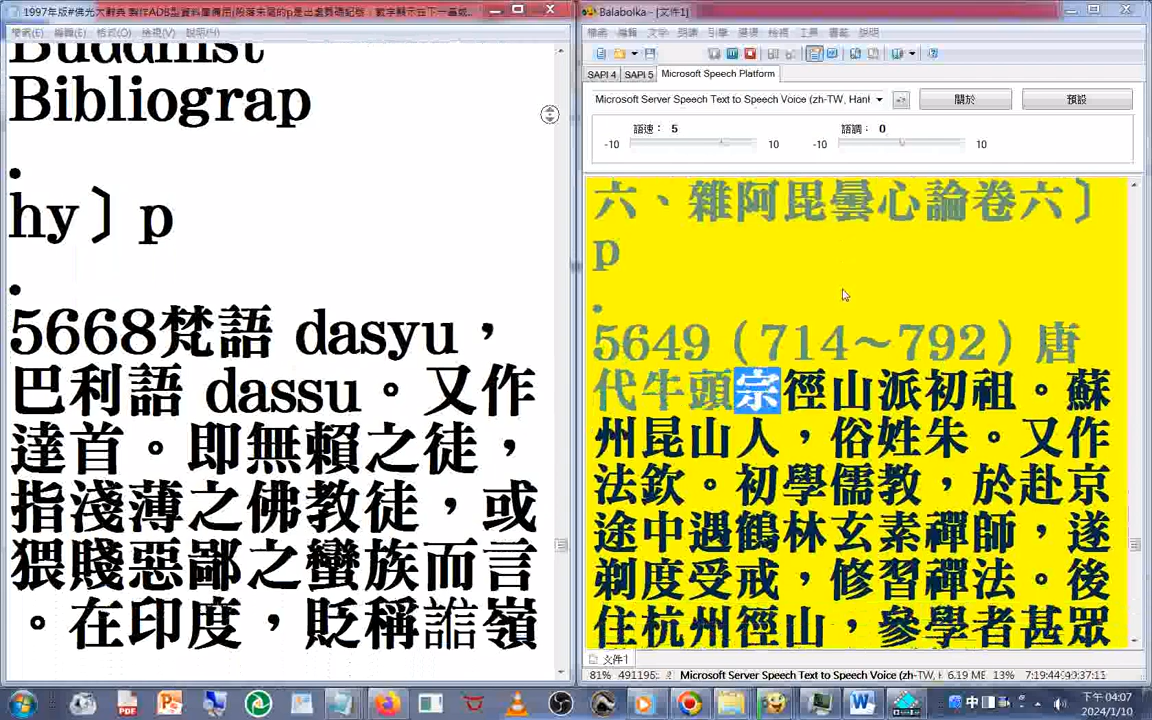 Buddhist
Bibliograp
.
hy〕p
.
5668梵語 dasyu，
巴利語 dassu。又作
達首。即無賴之徒，
指淺薄之佛教徒，或
猥賤惡鄙之蠻族而言
。在印度，貶稱誥嶺
Balabolka - [文件1]
SAPI 4
SAPI 5
Microsoft Speech Platform
Microsoft Server Speech Text to Speech Voice (zh-TW, Hanl
關於
預設
語速： 5
語調： 0
-10
10
-10
10
六、雜阿毘曇心論卷六〕
p
.
5649（714～792）唐
代牛頭宗徑山派初祖。蘇
州昆山人，俗姓朱。又作
法欽。初學儒教，於赴京
途中遇鶴林玄素禪師，遂
剃度受戒，修習禪法。後
住杭州徑山，參學者甚眾
文件1
81%
Microsoft Server Speech Text to Speech Voice (zh-TW,
6.19 ME
13%
下午 04:07
2024/1/10